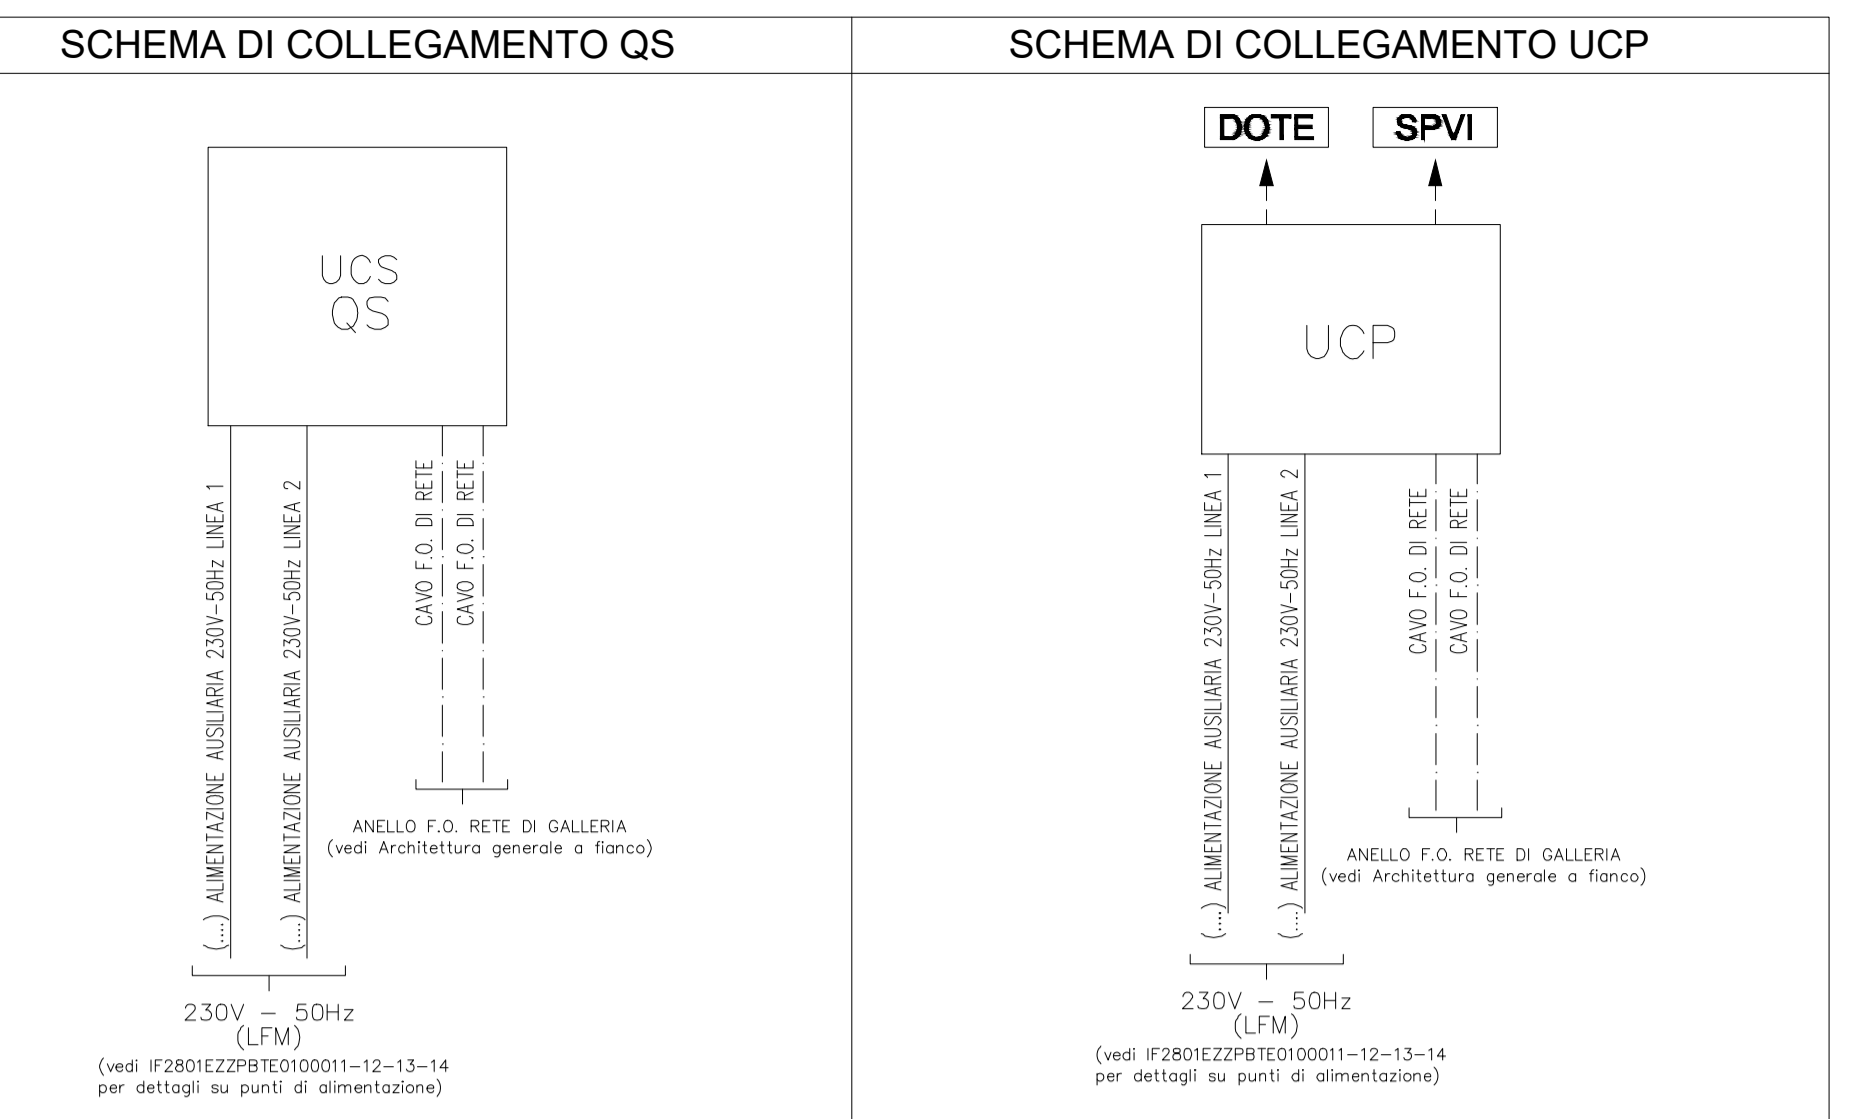 SCHEMA DI COLLEGAMENTO QS
UCS
QS
(....) ALIMENTAZIONE AUSILIARIA 230V-50Hz LINEA 1
(....) ALIMENTAZIONE AUSILIARIA 230V-50Hz LINEA 2
CAVO F.O. DI RETE
CAVO F.O. DI RETE
ANELLO F.O. RETE DI GALLERIA
(vedi Architettura generale a fianco)
230V – 50Hz
(LFM)
(vedi IF2801EZZPBTE0100011-12-13-14
per dettagli su punti di alimentazione)
SCHEMA DI COLLEGAMENTO UCP
DOTE
SPVI
UCP
(....) ALIMENTAZIONE AUSILIARIA 230V-50Hz LINEA 1
(....) ALIMENTAZIONE AUSILIARIA 230V-50Hz LINEA 2
CAVO F.O. DI RETE
CAVO F.O. DI RETE
ANELLO F.O. RETE DI GALLERIA
(vedi Architettura generale a fianco)
230V – 50Hz
(LFM)
(vedi IF2801EZZPBTE0100011-12-13-14
per dettagli su punti di alimentazione)